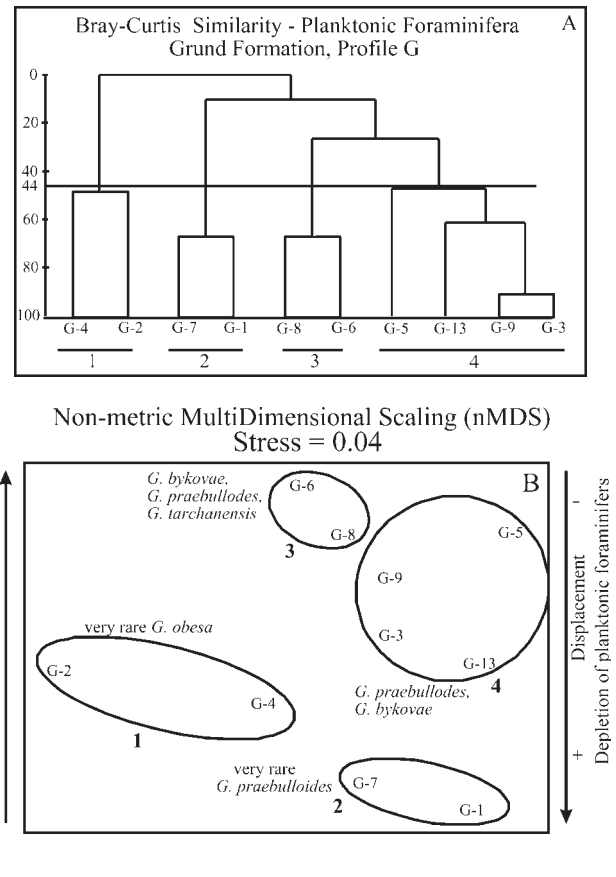 Bray-Curtis Similarity - Planktonic Foraminifera
A
Grund Formation, Profile G
0
20
40
44
60
80
100
G-4 G-2 G-7 G-1 G-8 G-6 G-5 G-13 G-9 G-3
1 2 3 4
Non-metric MultiDimensional Scaling (nMDS)
Stress = 0.04
B
G. bykovae,
G. praebullodes,
G. tarchanensis
G-6
G-8
3
G-5
G-9
G-3
G-13
4
G. praebullodes,
G. bykovae
very rare G. obesa
G-2
G-4
1
very rare
G. praebulloides
G-7
2
G-1
-
Displacement
+
Depletion of planktonic foraminifers